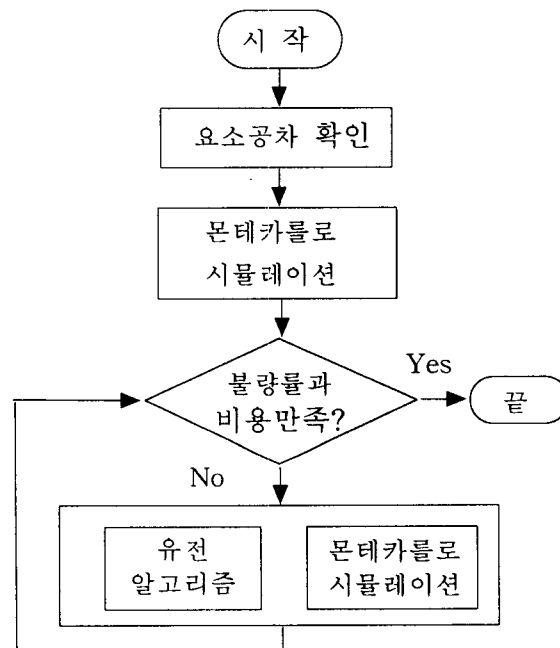 시 작
요소공차 확인
몬테카를로
시뮬레이션
불량률과
비용만족?
Yes
끝
No
유전
알고리즘
몬테카를로
시뮬레이션